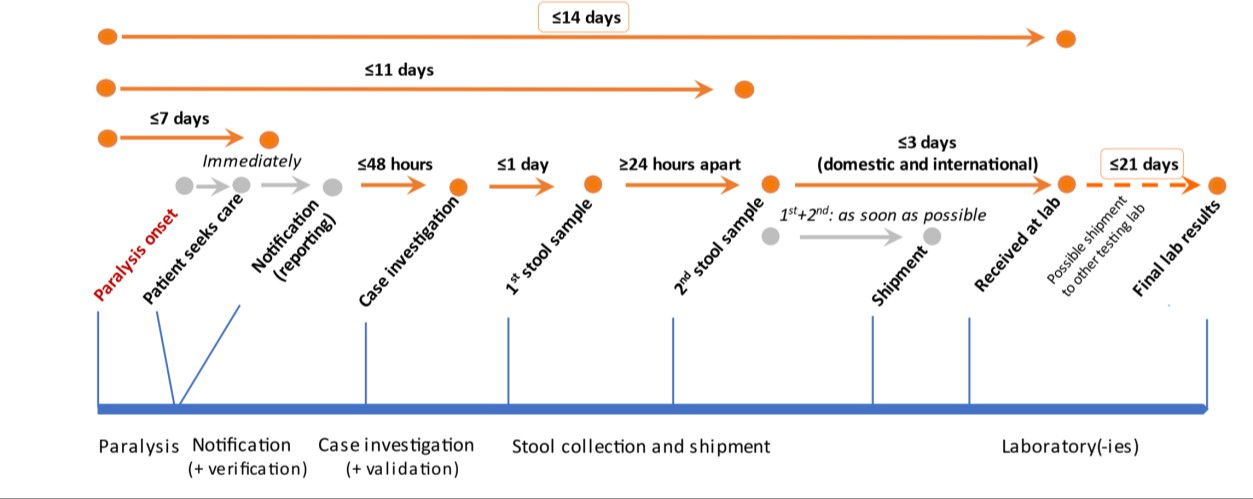 ≤14 days
≤11 days
≤7 days
Immediately
≤48 hours
≤1 day
≥24 hours apart
≤3 days
(domestic and international)
≤21 days
1st+2nd: as soon as possible
Paralysis onset
Patient seeks care
Notification
(reporting)
Case investigation
1st stool sample
2nd stool sample
Shipment
Received at lab
Possible shipment
to other testing lab
Final lab results
Paralysis
Notification
(+ verification)
Case investigation
(+ validation)
Stool collection and shipment
Laboratory(-ies)